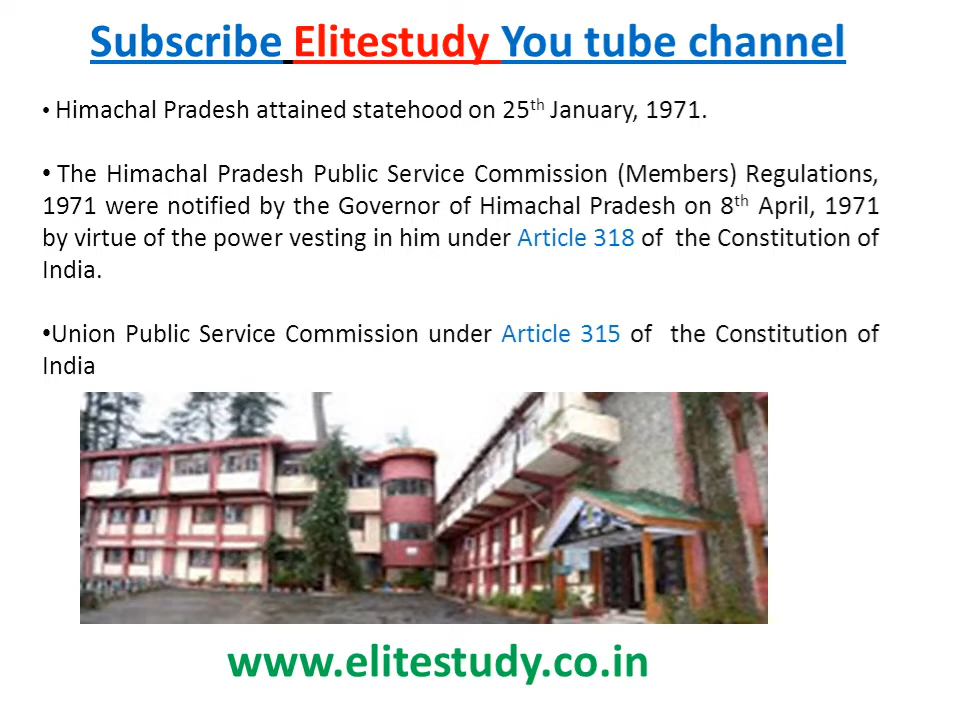 Subscribe Elitestudy You tube channel
• Himachal Pradesh attained statehood on 25th January, 1971.
• The Himachal Pradesh Public Service Commission (Members) Regulations,
1971 were notified by the Governor of Himachal Pradesh on 8th April, 1971
by virtue of the power vesting in him under Article 318 of the Constitution of
India.
•Union Public Service Commission under Article 315 of the Constitution of
India
www.elitestudy.co.in